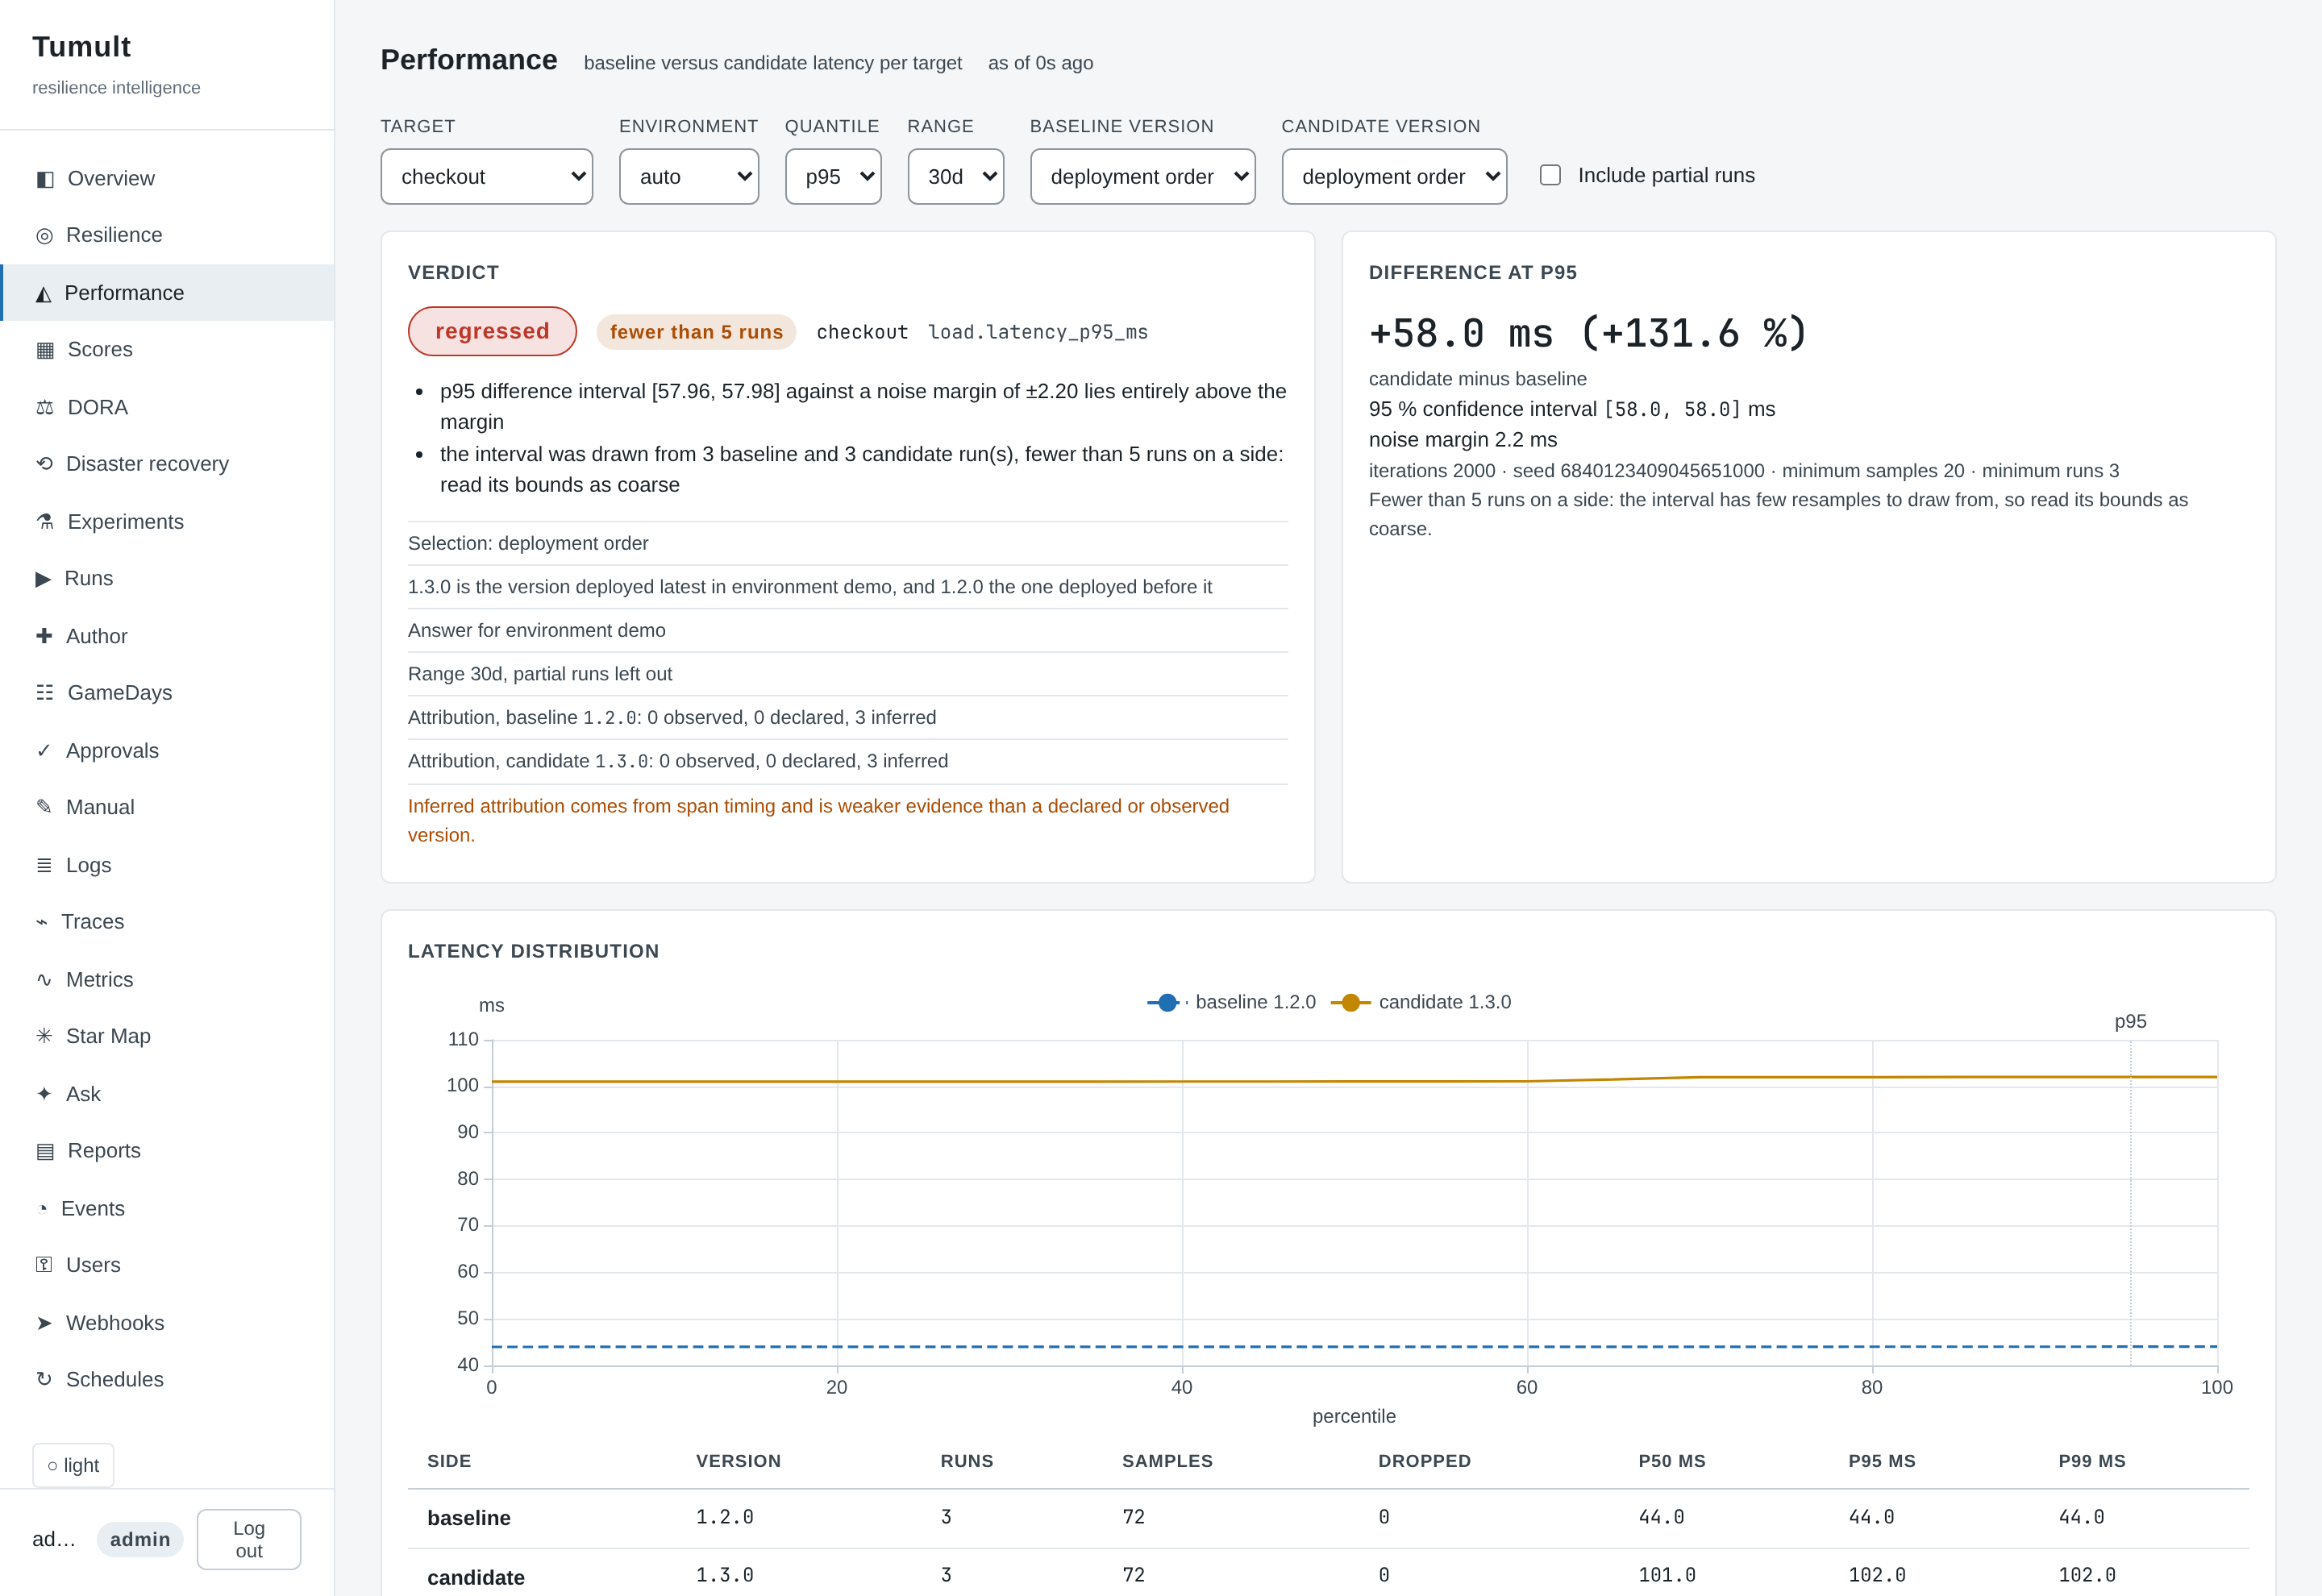 Tumult
resilience intelligence
Overview
Resilience
Performance
Scores
DORA
Disaster recovery
Experiments
Runs
Author
GameDays
Approvals
Manual
Logs
Traces
Metrics
Star Map
Ask
Reports
Events
Users
Webhooks
Schedules
light
ad… admin Log out
Performance baseline versus candidate latency per target as of 0s ago
TARGET ENVIRONMENT QUANTILE RANGE BASELINE VERSION CANDIDATE VERSION
checkout auto p95 30d deployment order deployment order Include partial runs
VERDICT
regressed fewer than 5 runs checkout load.latency_p95_ms
• p95 difference interval [57.96, 57.98] against a noise margin of ±2.20 lies entirely above the
margin
• the interval was drawn from 3 baseline and 3 candidate run(s), fewer than 5 runs on a side:
read its bounds as coarse
Selection: deployment order
1.3.0 is the version deployed latest in environment demo, and 1.2.0 the one deployed before it
Answer for environment demo
Range 30d, partial runs left out
Attribution, baseline 1.2.0: 0 observed, 0 declared, 3 inferred
Attribution, candidate 1.3.0: 0 observed, 0 declared, 3 inferred
Inferred attribution comes from span timing and is weaker evidence than a declared or observed
version.
DIFFERENCE AT P95
+58.0 ms (+131.6 %)
candidate minus baseline
95 % confidence interval [58.0, 58.0] ms
noise margin 2.2 ms
iterations 2000 · seed 6840123409045651000 · minimum samples 20 · minimum runs 3
Fewer than 5 runs on a side: the interval has few resamples to draw from, so read its bounds as
coarse.
LATENCY DISTRIBUTION
ms
baseline 1.2.0 candidate 1.3.0
p95
110
100
90
80
70
60
50
40
0 20 40 60 80 100
percentile
SIDE VERSION RUNS SAMPLES DROPPED P50 MS P95 MS P99 MS
baseline 1.2.0 3 72 0 44.0 44.0 44.0
candidate 1.3.0 3 72 0 101.0 102.0 102.0